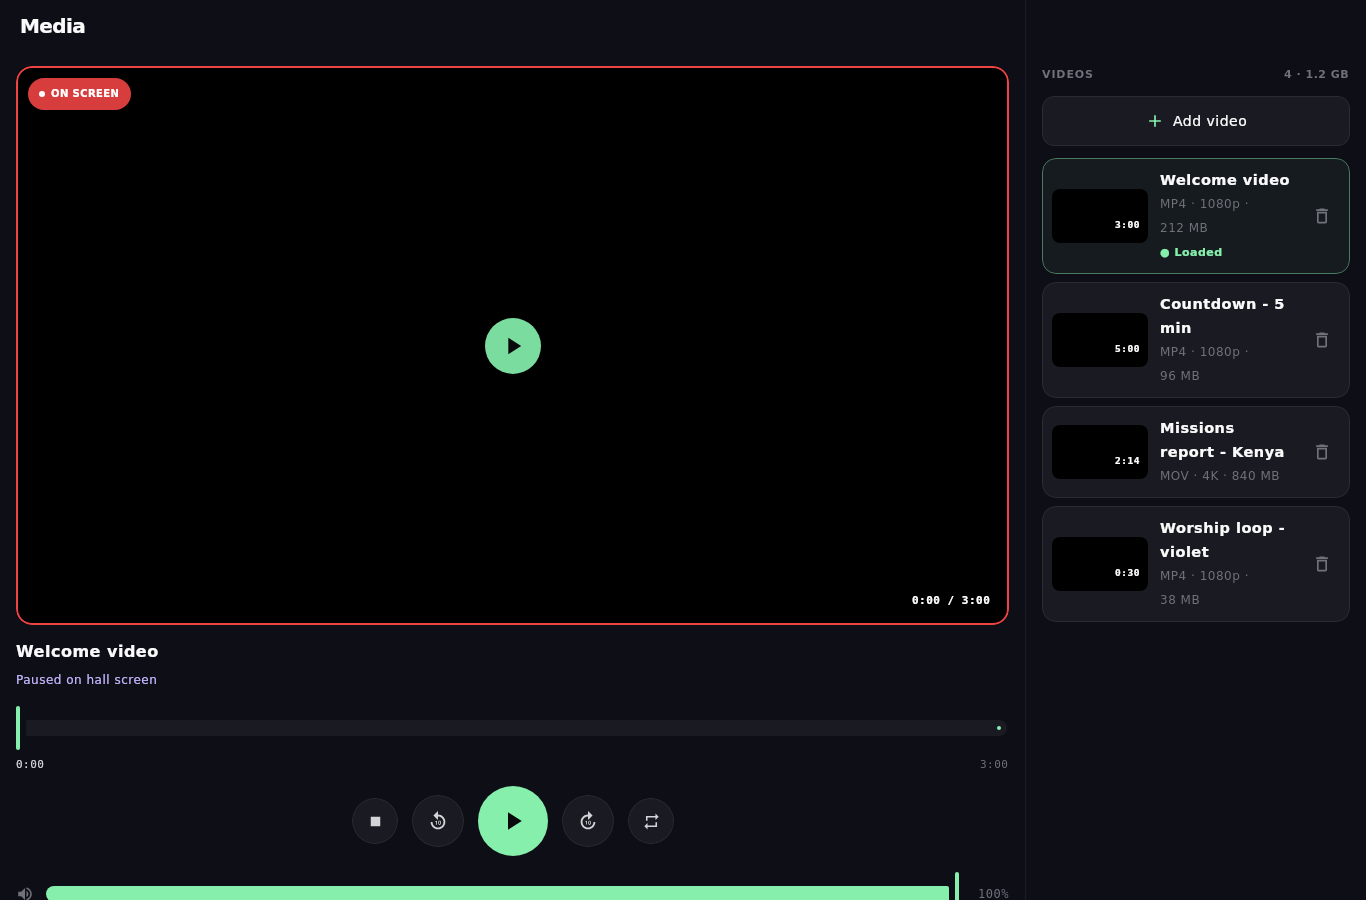 Media
ON SCREEN
0:00 / 3:00
Welcome video
Paused on hall screen
0:00
3:00
10
10
100%
VIDEOS
4 · 1.2 GB
Add video
3:00
Welcome video
MP4 · 1080p ·
212 MB
Loaded
5:00
Countdown - 5
min
MP4 · 1080p ·
96 MB
2:14
Missions
report - Kenya
MOV · 4K · 840 MB
0:30
Worship loop -
violet
MP4 · 1080p ·
38 MB